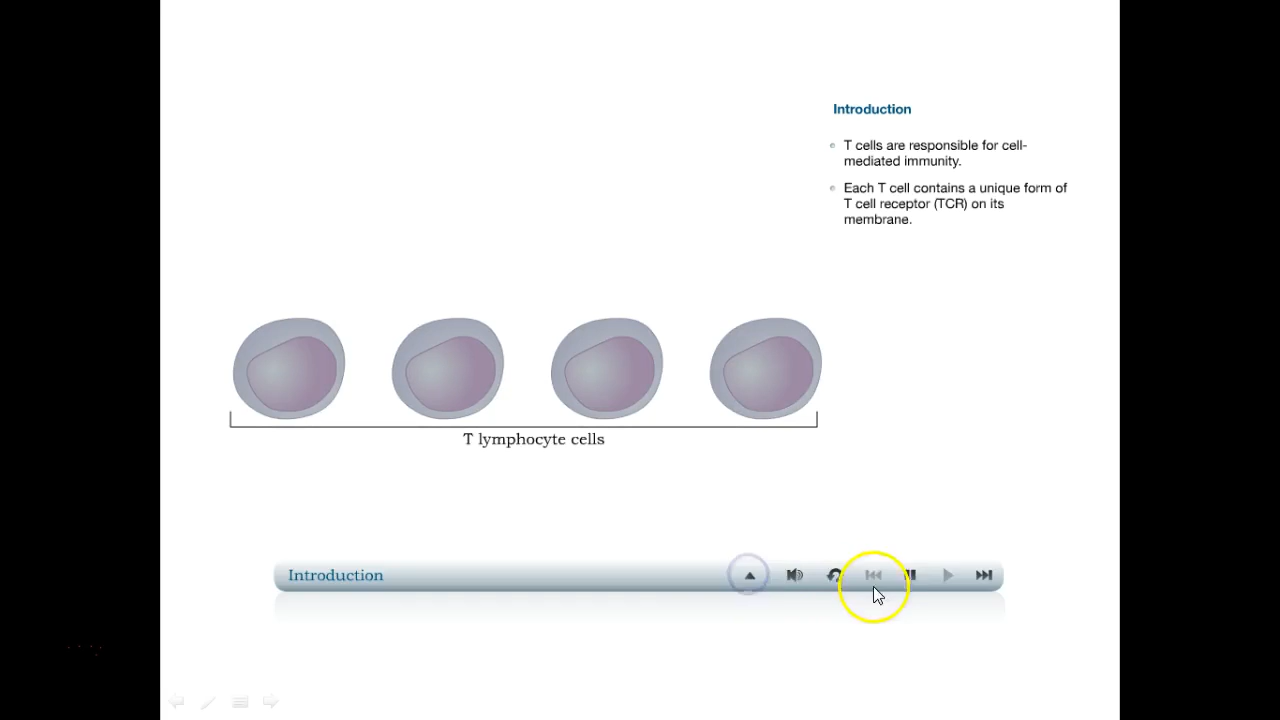 Introduction
T cells are responsible for cell-
mediated immunity.
Each T cell contains a unique form of
T cell receptor (TCR) on its
membrane.
T lymphocyte cells
Introduction